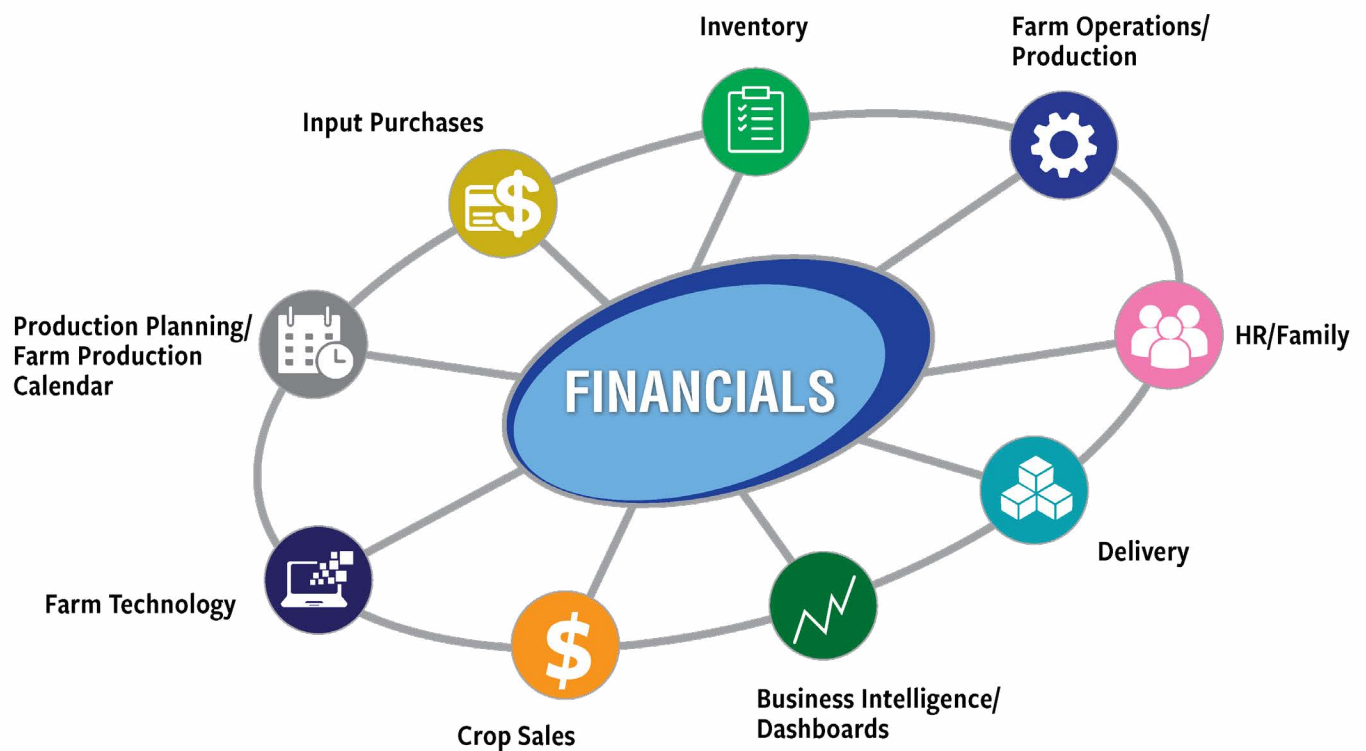 Inventory
Farm Operations/
Production
Input Purchases
Production Planning/
Farm Production
Calendar
FINANCIALS
HR/Family
Delivery
Farm Technology
Business Intelligence/
Dashboards
Crop Sales